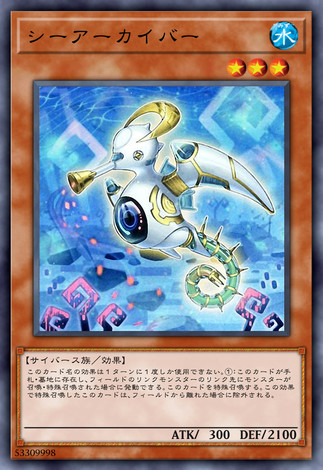 シーアーカイバー
水
【サイバース族／効果】
このカード名の効果は１ターンに１度しか使用できない。①：このカードが手
札・墓地に存在し、フィールドのリンクモンスターのリンク先にモンスターが
召喚・特殊召喚された場合に発動できる。このカードを特殊召喚する。この効果
で特殊召喚したこのカードは、フィールドから離れた場合に除外される。
ATK/ 300 DEF/2100
53309998